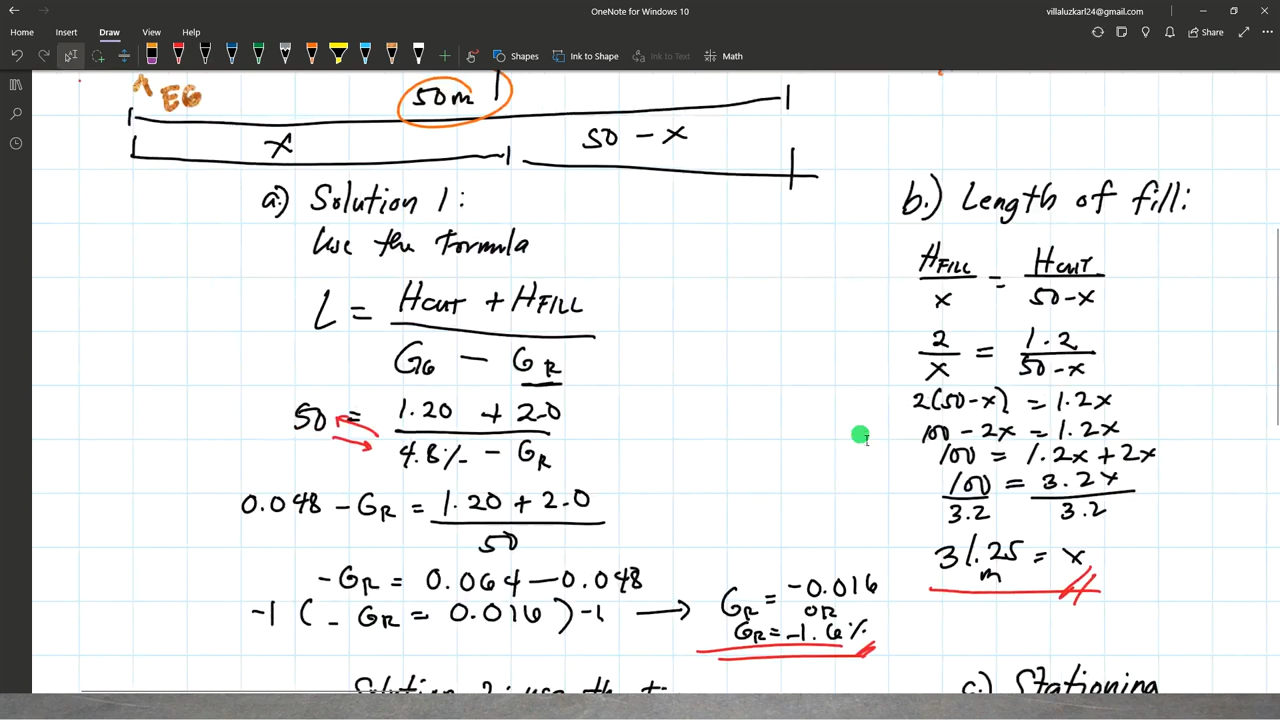 OneNote for Windows 10
villaluzkarl24@gmail.com
Home Insert Draw View Help
Share
Shapes Ink to Shape Ink to Text Math
EG
50m
x
50 - x
a.) Solution 1:
Use the Formula
L = HCUT + HFILL
GG - GR
50 = 1.20 + 2.0
4.8% - GR
0.048 - GR = 1.20 + 2.0
50
-GR = 0.064 - 0.048
-1 ( - GR = 0.016 ) -1 → GR = -0.016
OR
GR = -1.6%
b.) Length of fill:
HFILL = HCUT
x 50-x
2 = 1.2
x 50-x
2(50-x) = 1.2x
100 - 2x = 1.2x
100 = 1.2x + 2x
100 = 3.2x
3.2 3.2
31.25 = x
m
c.) Stationing